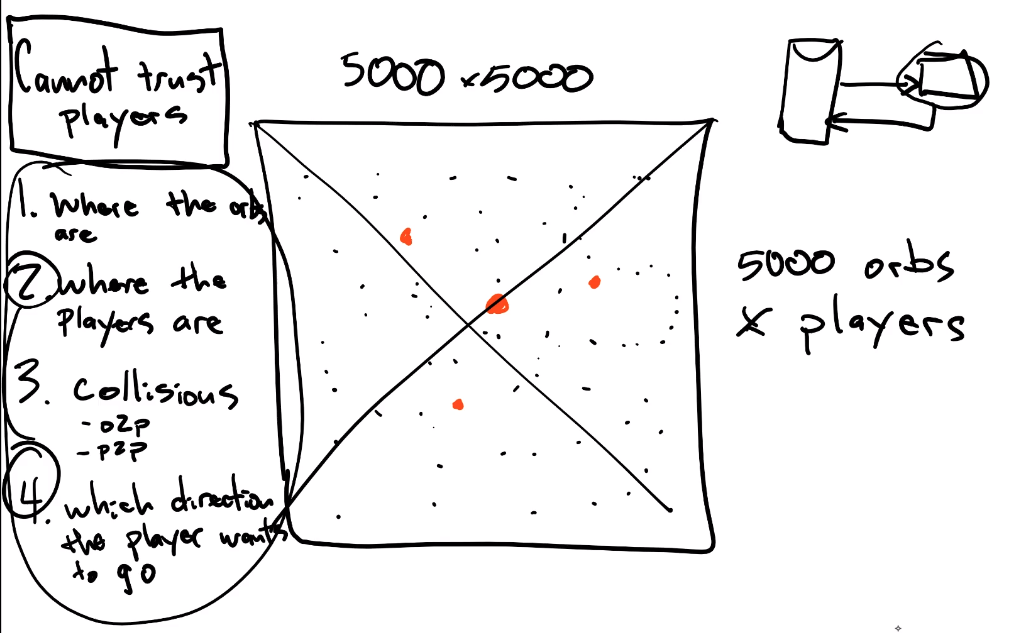 Cannot trust
players
5000 x 5000
1. Where the orbs
are
2. Where the
Players are
3. Collisions
- o2p
- p2p
4. which direction
the player wants
to go
5000 orbs
x players